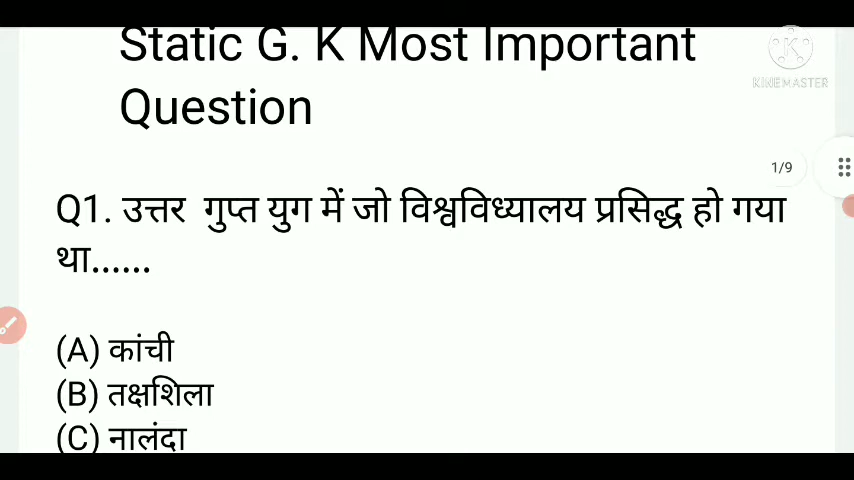 Static G. K Most Important
Question
KINEMASTER
1/9
Q1. उत्तर गुप्त युग में जो विश्वविध्यालय प्रसिद्ध हो गया
था......
(A) कांची
(B) तक्षशिला
(C) नालंदा